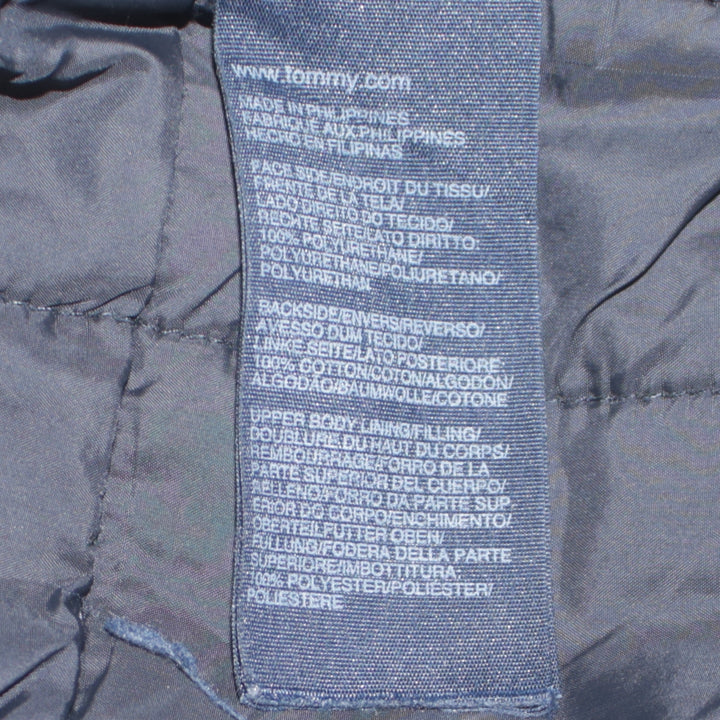 www.tommy.com
MADE IN PHILIPPINES
FABRIQUE AUX PHILIPPINES
HECHO EN FILIPINAS
FACE SIDE/ENDROIT DU TISSU/
FRENTE DE LA TELA/
LADO DIREITO DO TECIDO/
RECHTE SEITE/LATO DIRITTO:
100% POLYURETHANE/
POLYURETHANE/POLIURETANO/
POLYURETHAN
BACKSIDE/ENVERS/REVERSO/
AVESSO DUM TECIDO/
LINKE SEITE/LATO POSTERIORE:
100% COTTON/COTON/ALGODÓN/
ALGODÃO/BAUMWOLLE/COTONE
UPPER BODY LINING/FILLING/
DOUBLURE DU HAUT DU CORPS/
REMBOURRAGE/FORRO DE LA
PARTE SUPERIOR DEL CUERPO/
RELLENO/FORRO DA PARTE SUP
ERIOR DO CORPO/ENCHIMENTO/
OBERTEILFUTTER OBEN/
FÜLLUNG/FODERA DELLA PARTE
SUPERIORE/IMBOTTITURA:
100% POLYESTER/POLIÉSTER/
POLIESTERE